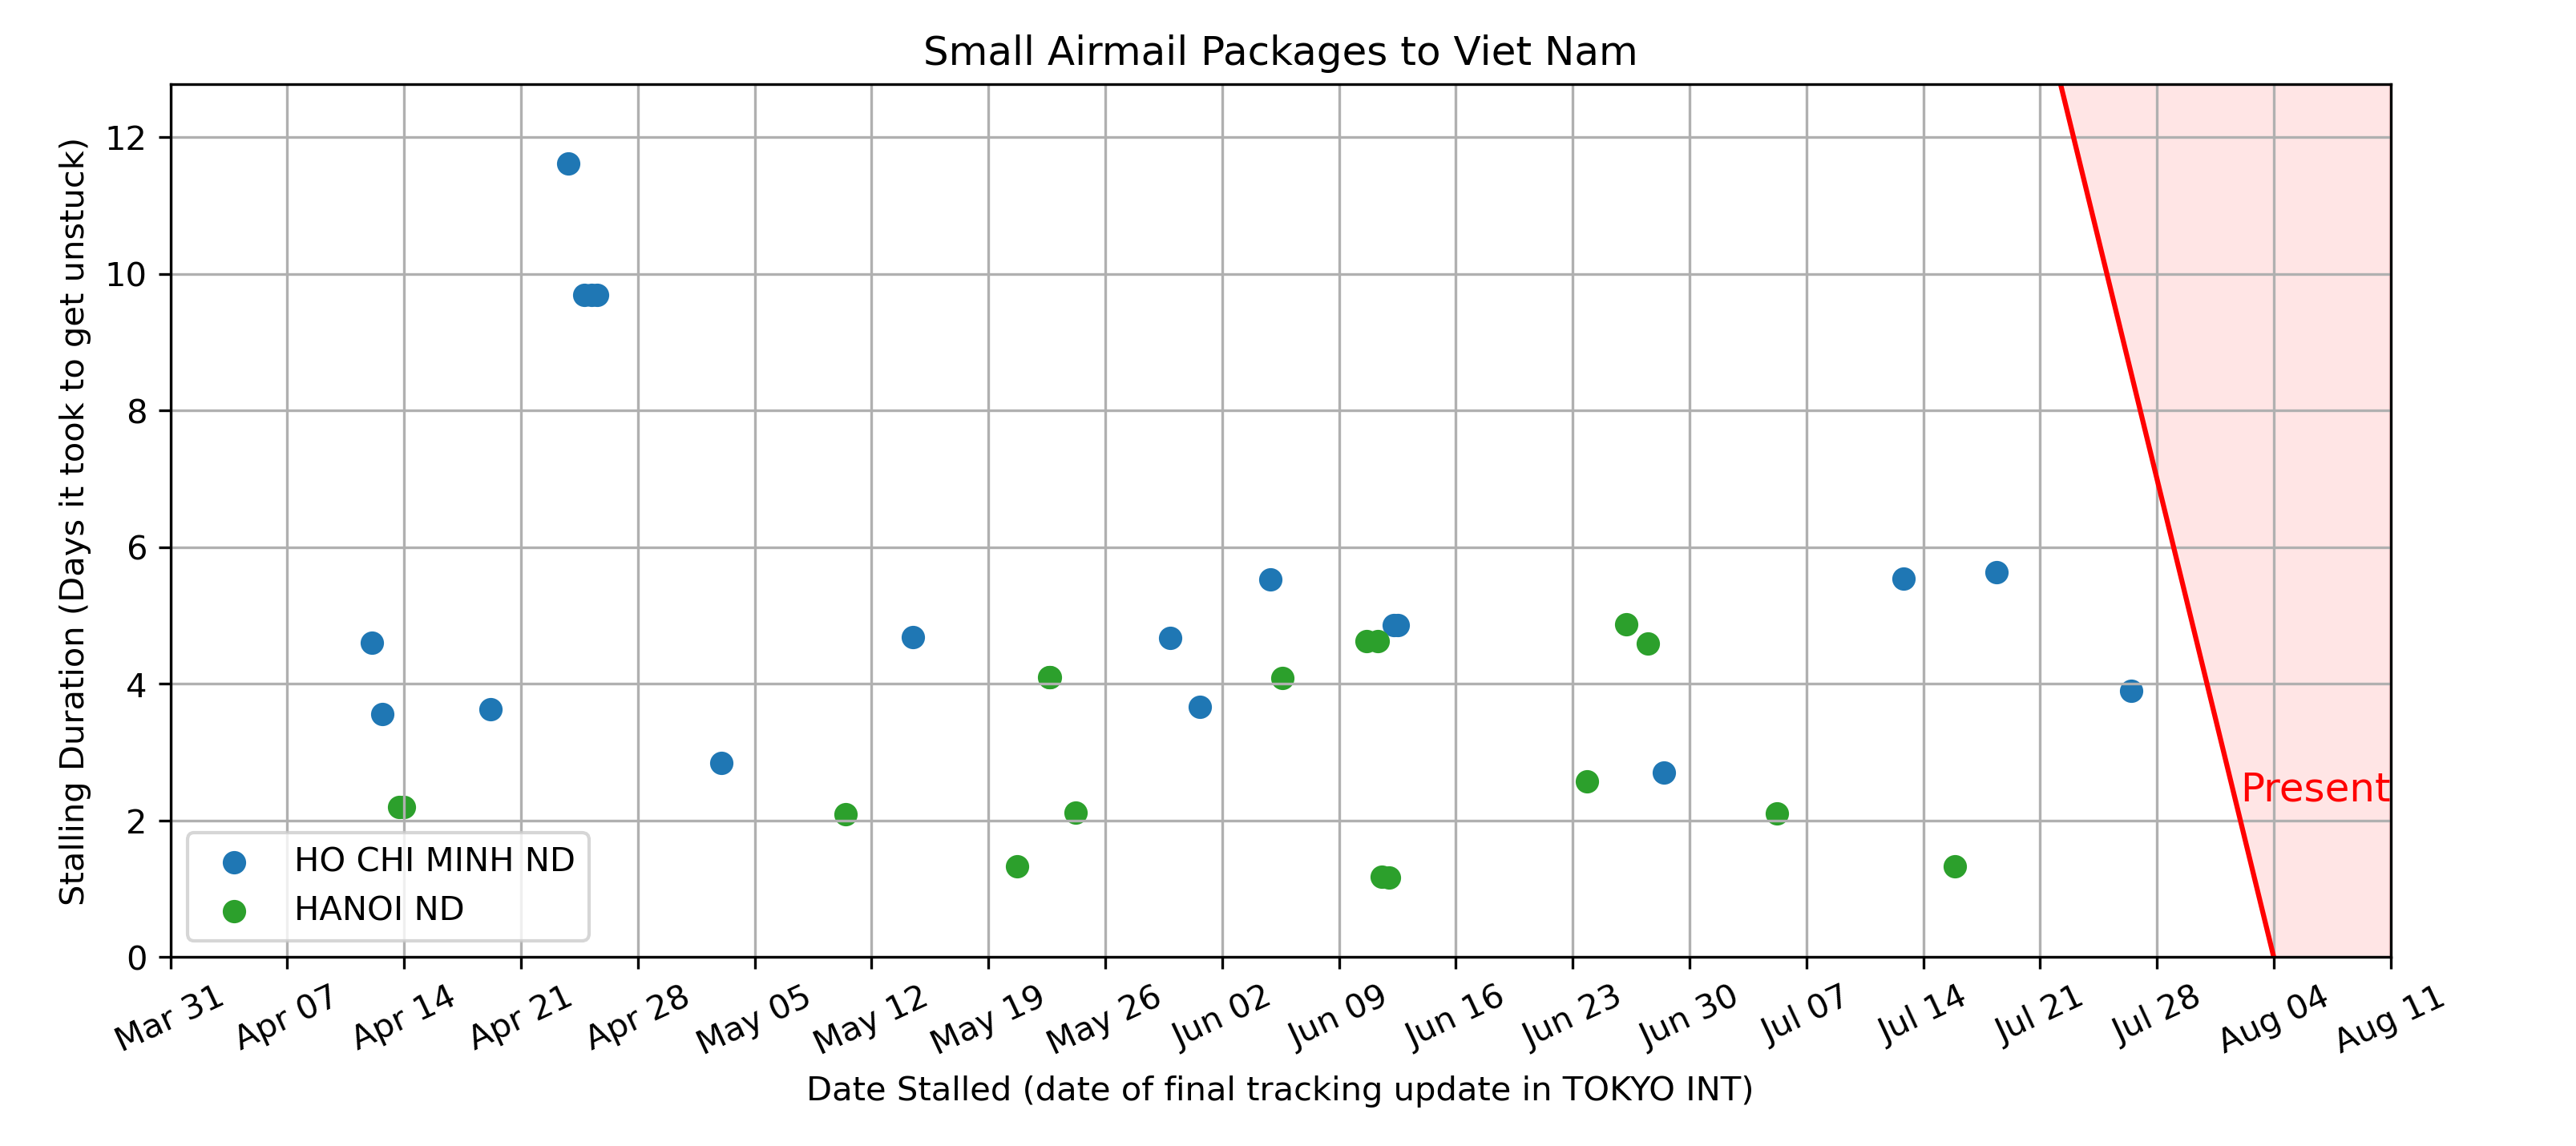 Small Airmail Packages to Viet Nam
Stalling Duration (Days it took to get unstuck)
12
10
8
6
4
2
0
Present
HO CHI MINH ND
HANOI ND
Mar 31 Apr 07 Apr 14 Apr 21 Apr 28 May 05 May 12 May 19 May 26 Jun 02 Jun 09 Jun 16 Jun 23 Jun 30 Jul 07 Jul 14 Jul 21 Jul 28 Aug 04 Aug 11
Date Stalled (date of final tracking update in TOKYO INT)